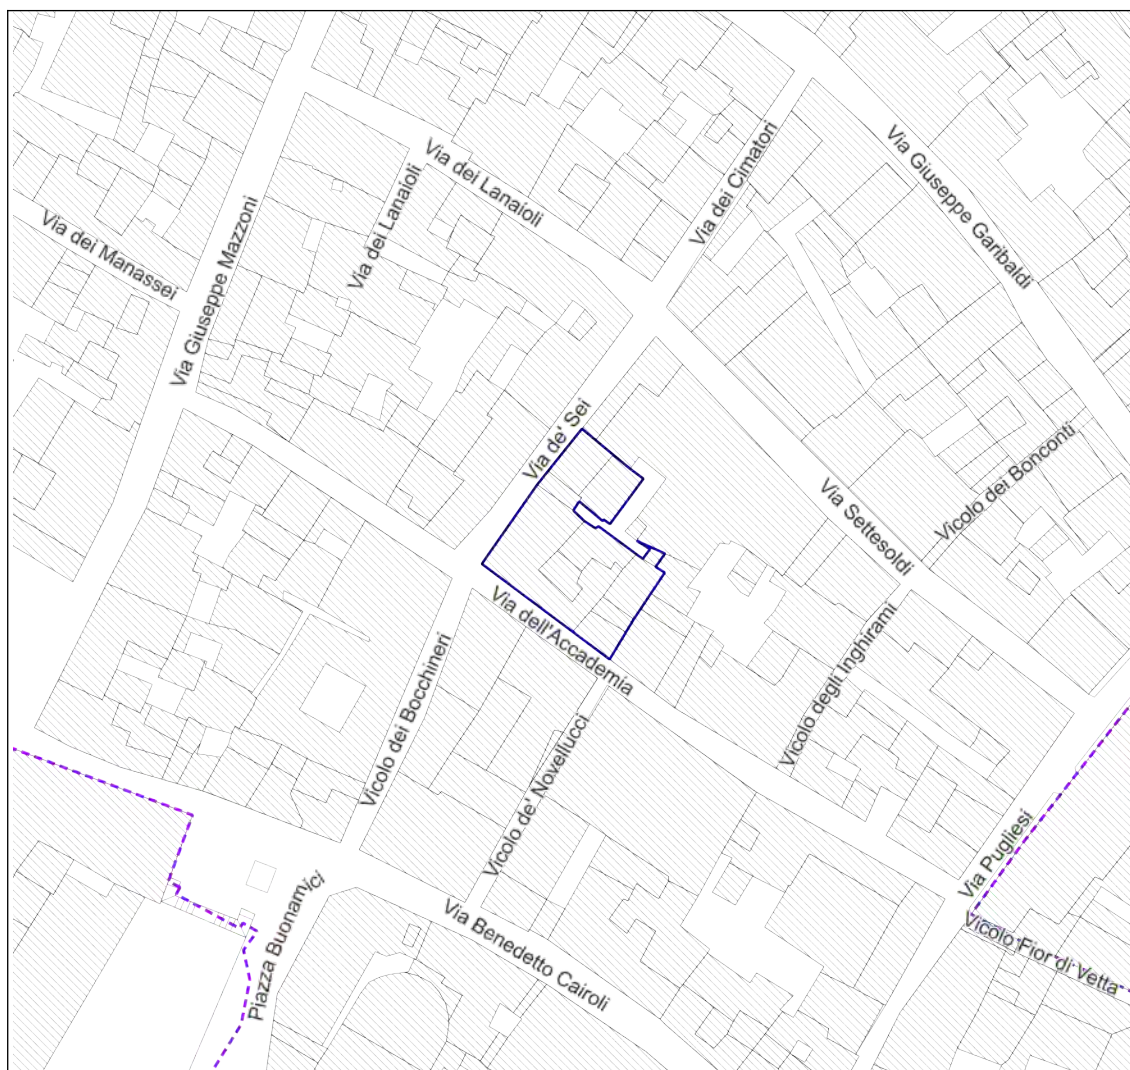 Via dei Cimatori
Via Giuseppe Garibaldi
Via dei Lanaioli
Via dei Lanaioli
Via dei Manassei
Via Giuseppe Mazzoni
Via de' Sei
Via Settesoldi
Vicolo dei Bonconti
Via dell'Accademia
Vicolo dei Bocchineri
Vicolo degli Inghirami
Vicolo de' Novellucci
Via Pugliesi
Piazza Buonamici
Via Benedetto Cairoli
Vicolo Fior di Vetta